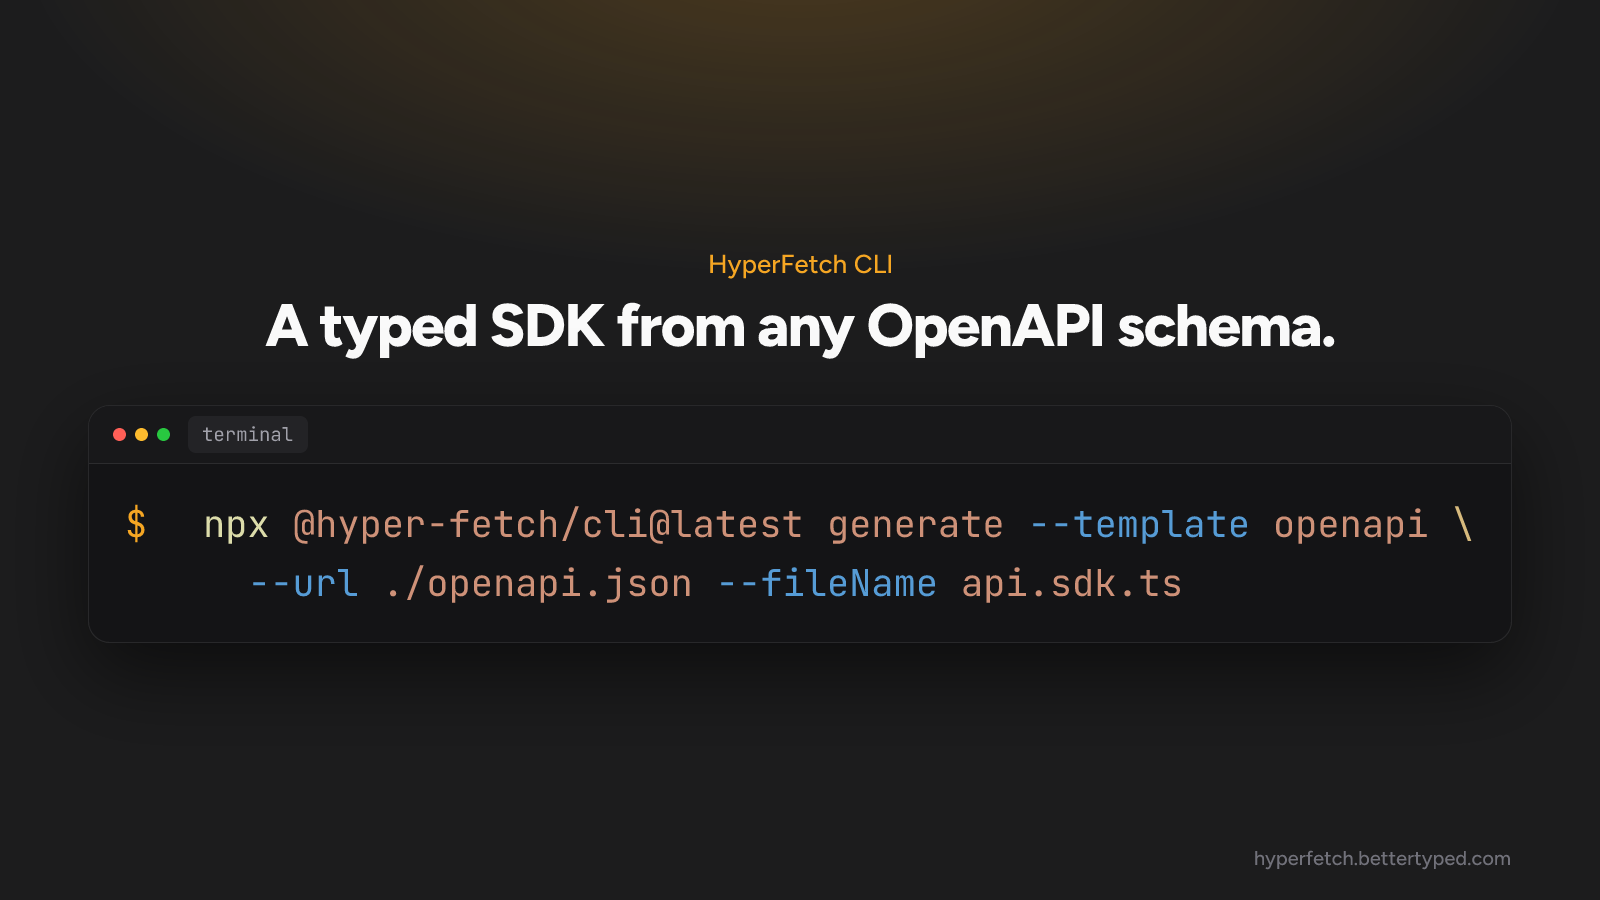 HyperFetch CLI
A typed SDK from any OpenAPI schema.
terminal
$ npx @hyper-fetch/cli@latest generate --template openapi \
--url ./openapi.json --fileName api.sdk.ts
hyperfetch.bettertyped.com